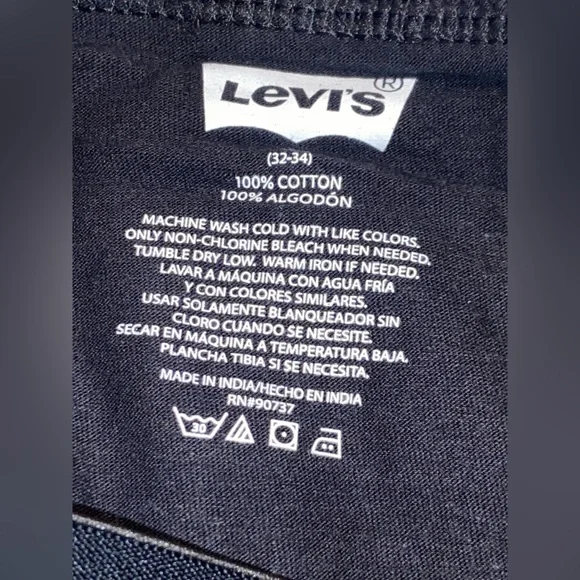 Levi's®
(32-34)
100% COTTON
100% ALGODÓN
MACHINE WASH COLD WITH LIKE COLORS.
ONLY NON-CHLORINE BLEACH WHEN NEEDED.
TUMBLE DRY LOW. WARM IRON IF NEEDED.
LAVAR A MÁQUINA CON AGUA FRÍA
Y CON COLORES SIMILARES.
USAR SOLAMENTE BLANQUEADOR SIN
CLORO CUANDO SE NECESITE.
SECAR EN MÁQUINA A TEMPERATURA BAJA.
PLANCHA TIBIA SI SE NECESITA.
MADE IN INDIA/HECHO EN INDIA
RN#90737
30